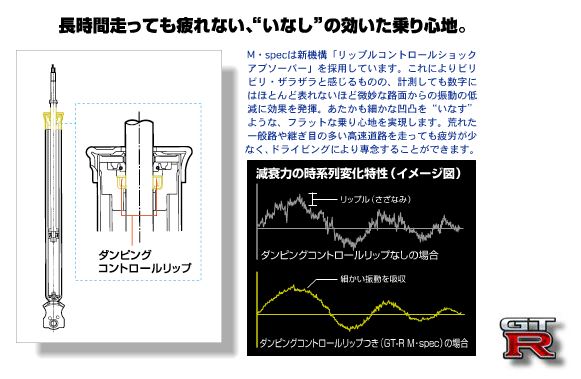 長時間走っても疲れない、“いなし”の効いた乗り心地。
M・specは新機構「リップルコントロールショック
アブソーバー」を採用しています。これによりビリ
ビリ・ザラザラと感じるものの、計測しても数字に
はほとんど表れないほど微妙な路面からの振動の低
減に効果を発揮。あたかも細かな凹凸を“いなす”
ような、フラットな乗り心地を実現します。荒れた
一般路や継ぎ目の多い高速道路を走っても疲労が少
なく、ドライビングにより専念することができます。
ダンピング
コントロールリップ
減衰力の時系列変化特性（イメージ図）
リップル（さざなみ）
ダンピングコントロールリップなしの場合
細かい振動を吸収
ダンピングコントロールリップつき（GT-R M・spec）の場合
GT
R